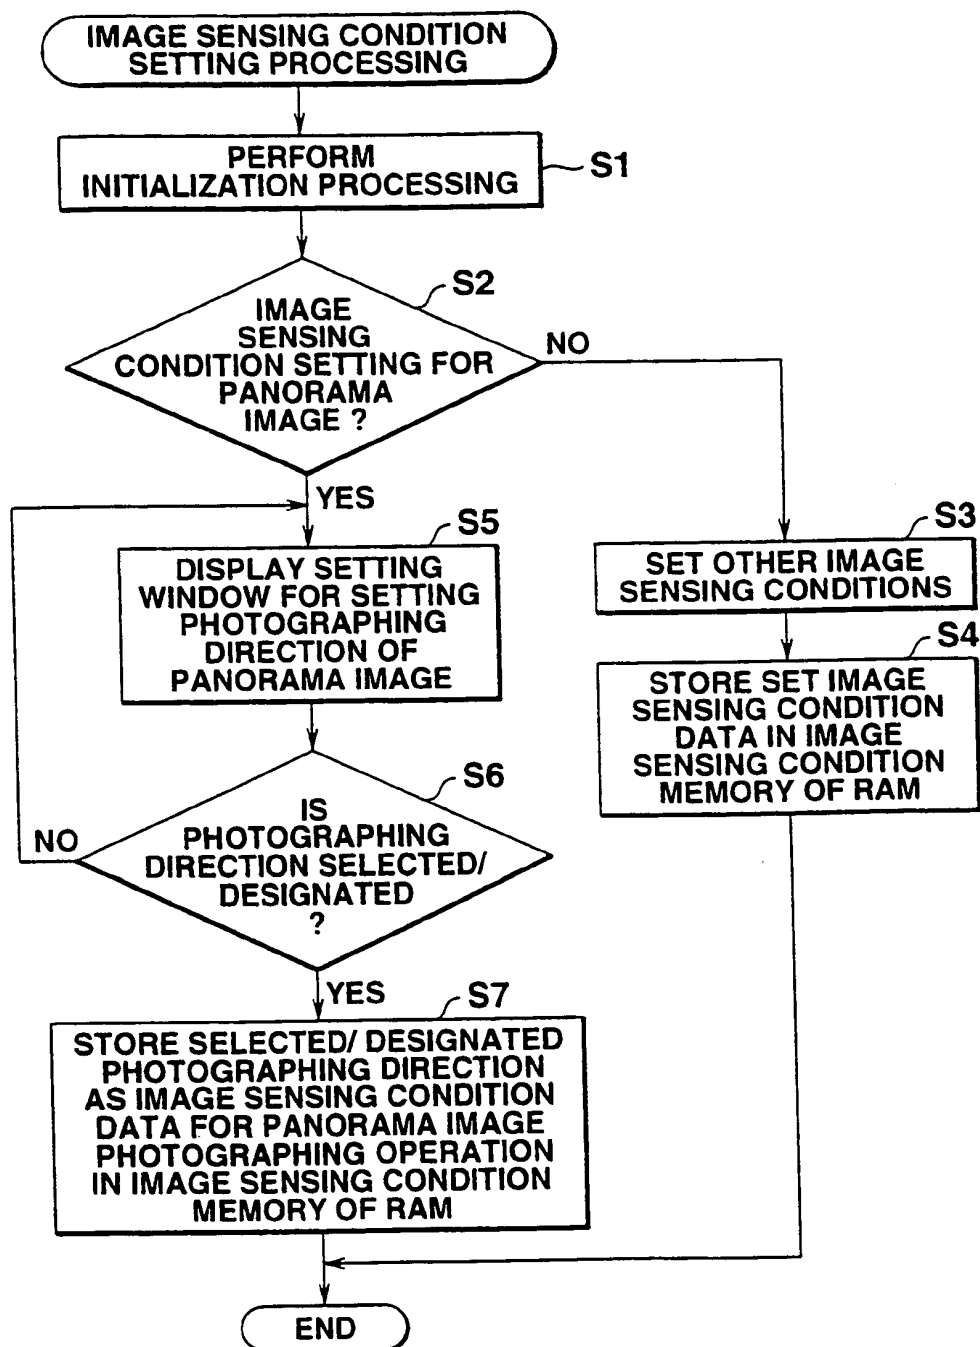 IMAGE SENSING CONDITION
SETTING PROCESSING
PERFORM
INITIALIZATION PROCESSING
S1
S2
IMAGE
SENSING
CONDITION SETTING FOR
PANORAMA
IMAGE ?
NO
YES
S3
SET OTHER IMAGE
SENSING CONDITIONS
S4
STORE SET IMAGE
SENSING CONDITION
DATA IN IMAGE
SENSING CONDITION
MEMORY OF RAM
S5
DISPLAY SETTING
WINDOW FOR SETTING
PHOTOGRAPHING
DIRECTION OF
PANORAMA IMAGE
S6
IS
PHOTOGRAPHING
DIRECTION SELECTED/
DESIGNATED
?
NO
YES
S7
STORE SELECTED/ DESIGNATED
PHOTOGRAPHING DIRECTION
AS IMAGE SENSING CONDITION
DATA FOR PANORAMA IMAGE
PHOTOGRAPHING OPERATION
IN IMAGE SENSING CONDITION
MEMORY OF RAM
END